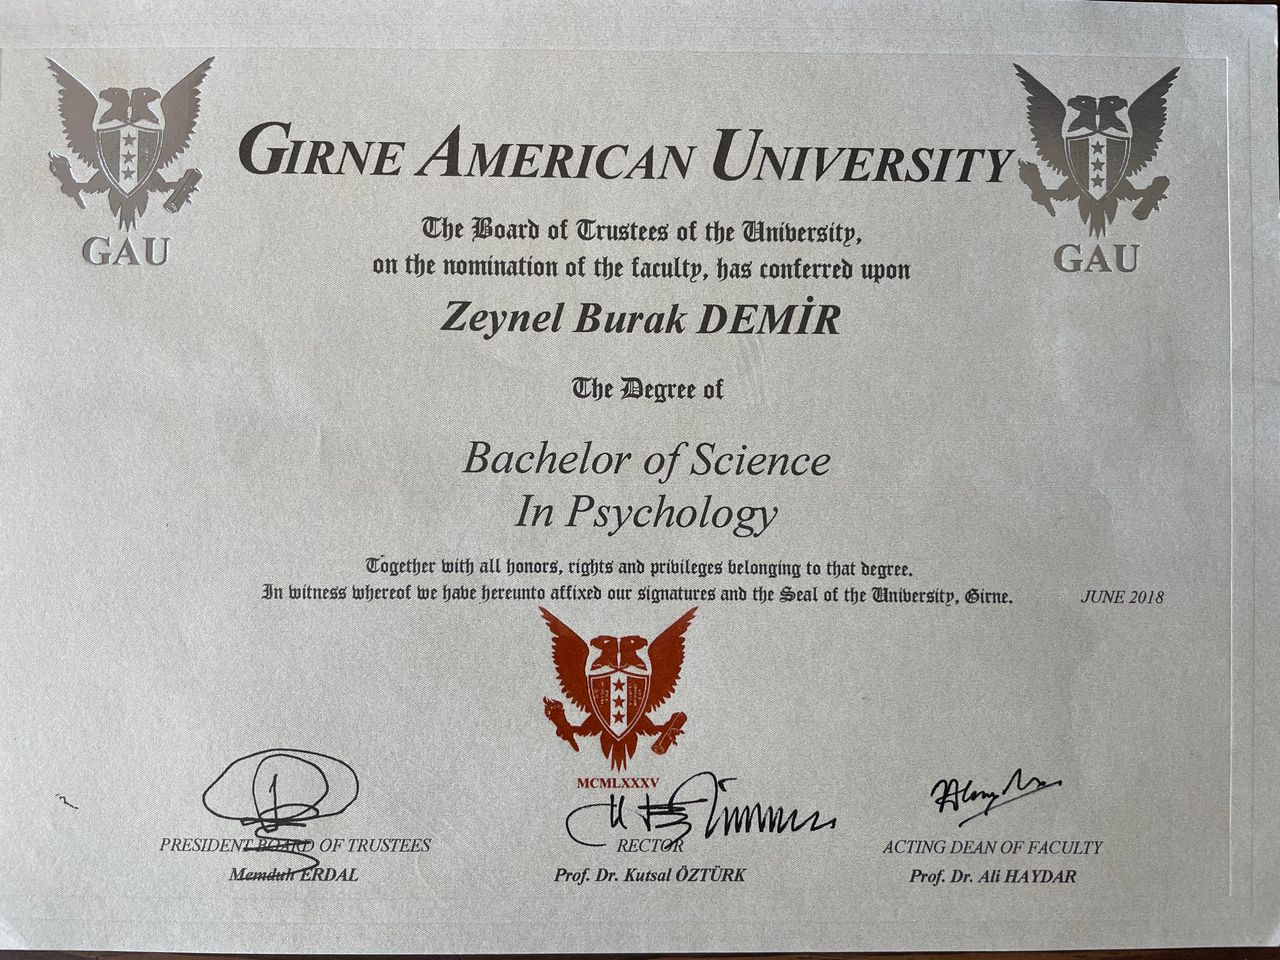 GIRNE AMERICAN UNIVERSITY
GAU
GAU
The Board of Trustees of the University,
on the nomination of the faculty, has conferred upon
Zeynel Burak DEMİR
The Degree of
Bachelor of Science
In Psychology
Together with all honors, rights and privileges belonging to that degree.
In witness whereof we have hereunto affixed our signatures and the Seal of the University, Girne.
JUNE 2018
MCMLXXXV
PRESIDENT BOARD OF TRUSTEES
Memduh ERDAL
RECTOR
Prof. Dr. Kutsal ÖZTÜRK
ACTING DEAN OF FACULTY
Prof. Dr. Ali HAYDAR